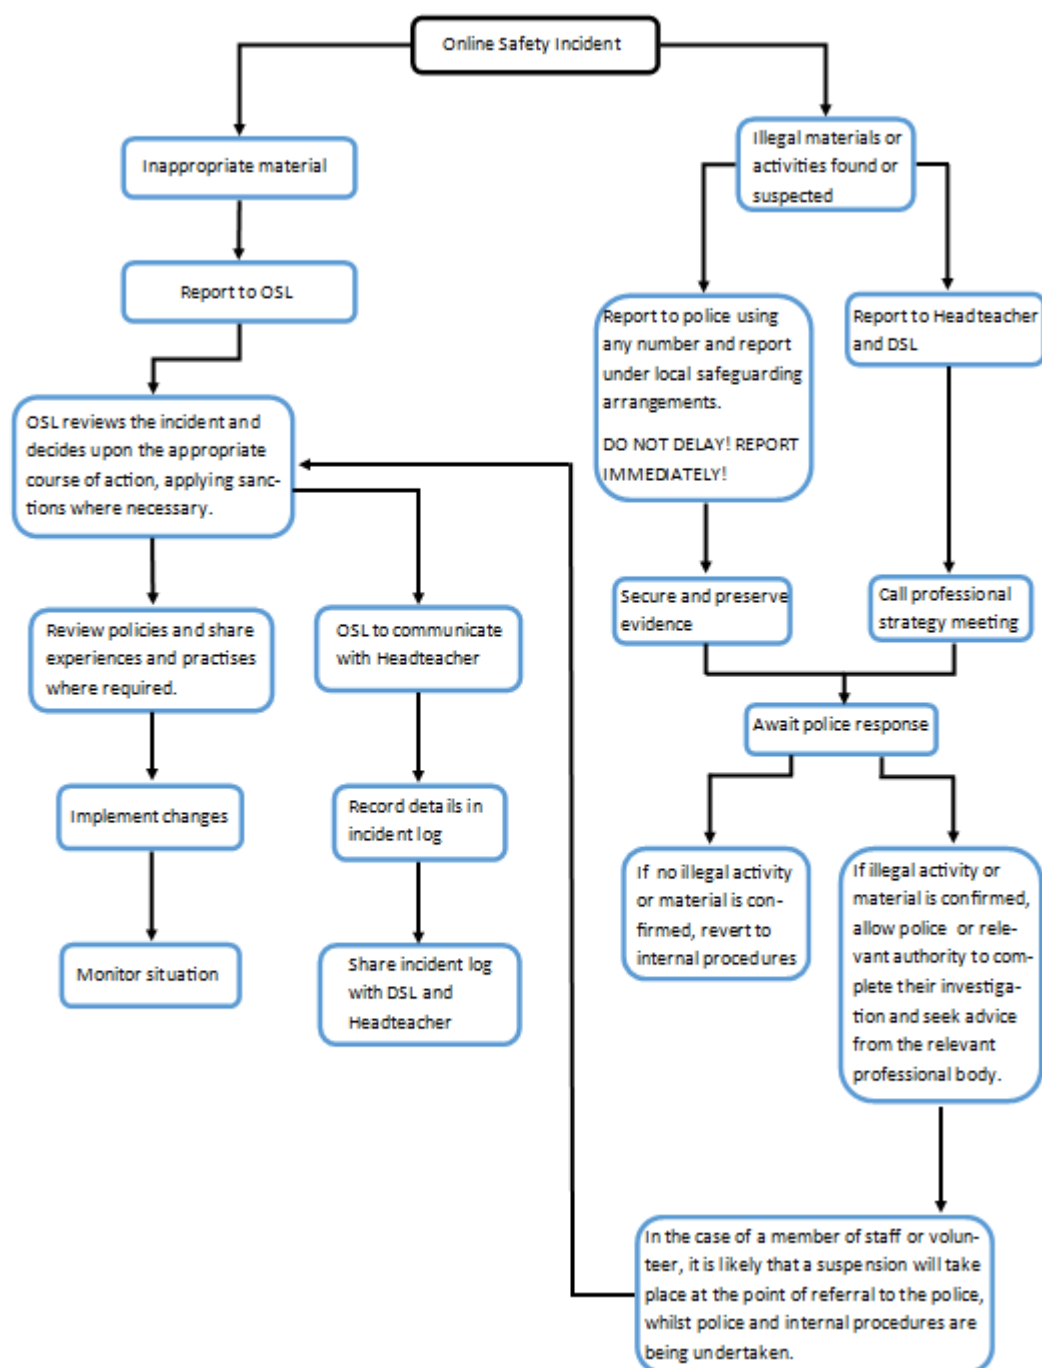 Online Safety Incident
Inappropriate material
Illegal materials or
activities found or
suspected
Report to OSL
Report to police using
any number and report
under local safeguarding
arrangements.
DO NOT DELAY! REPORT
IMMEDIATELY!
Report to Headteacher
and DSL
OSL reviews the incident and
decides upon the appropriate
course of action, applying sanc-
tions where necessary.
Secure and preserve
evidence
Call professional
strategy meeting
Review policies and share
experiences and practises
where required.
OSL to communicate
with Headteacher
Await police response
Implement changes
Record details in
incident log
If no illegal activity
or material is con-
firmed, revert to
internal procedures
If illegal activity or
material is confirmed,
allow police or rele-
vant authority to com-
plete their investiga-
tion and seek advice
from the relevant
professional body.
Monitor situation
Share incident log
with DSL and
Headteacher
In the case of a member of staff or volun-
teer, it is likely that a suspension will take
place at the point of referral to the police,
whilst police and internal procedures are
being undertaken.